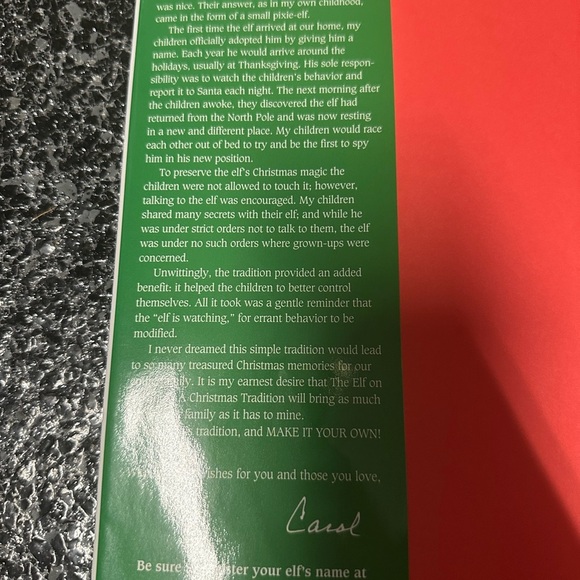 was nice. Their answer, as in my own childhood,
came in the form of a small pixie-elf.
The first time the elf arrived at our home, my
children officially adopted him by giving him a
name. Each year he would arrive around the
holidays, usually at Thanksgiving. His sole respon-
sibility was to watch the children's behavior and
report it to Santa each night. The next morning after
the children awoke, they discovered the elf had
returned from the North Pole and was now resting
in a new and different place. My children would race
each other out of bed to try and be the first to spy
him in his new position.
To preserve the elf's Christmas magic the
children were not allowed to touch it; however,
talking to the elf was encouraged. My children
shared many secrets with their elf; and while he
was under strict orders not to talk to them, the elf
was under no such orders where grown-ups were
concerned.
Unwittingly, the tradition provided an added
benefit: it helped the children to better control
themselves. All it took was a gentle reminder that
the “elf is watching,” for errant behavior to be
modified.
I never dreamed this simple tradition would lead
to so many treasured Christmas memories for our
It is my earnest desire that The Elf on
A Christmas Tradition will bring as much
family as it has to mine.
tradition, and MAKE IT YOUR OWN!
wishes for you and those you love,
Carol
Be sure your elf's name at